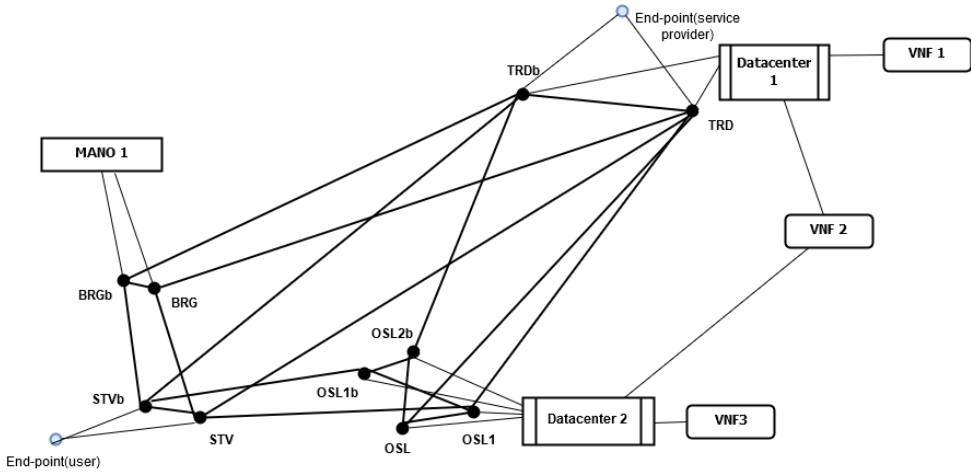 End-point(service
provider)
TRDb
Datacenter
1
VNF 1
TRD
MANO 1
VNF 2
BRGb
BRG
OSL2b
OSL1b
STVb
STV
OSL
OSL1
Datacenter 2
VNF3
End-point(user)